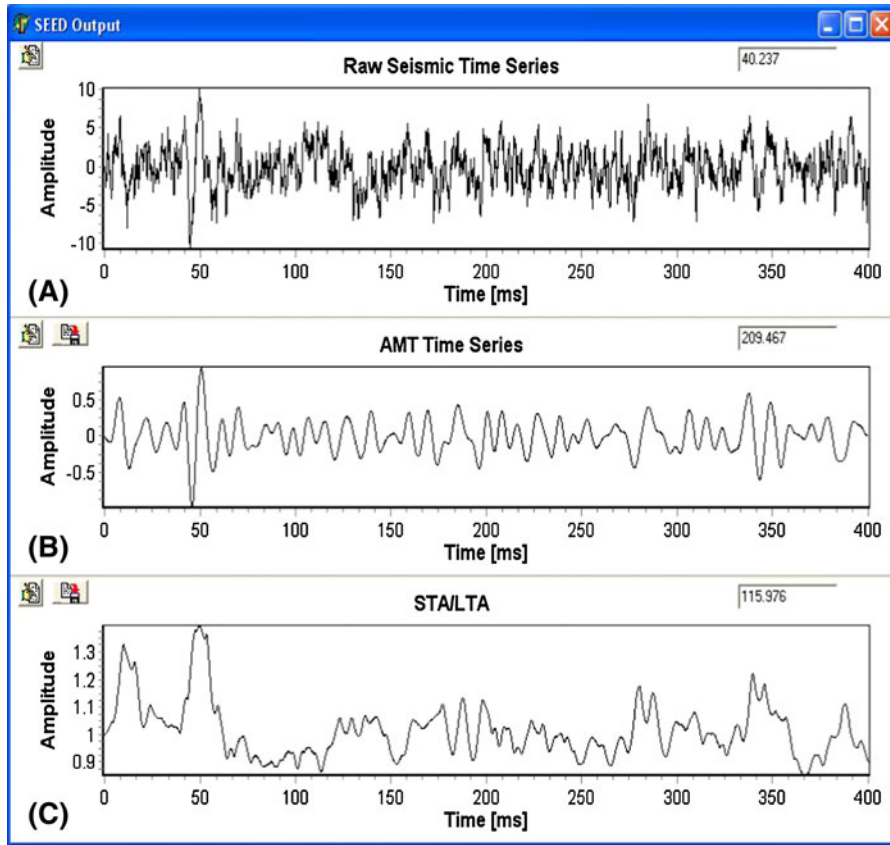 SEED Output
Raw Seismic Time Series
40.237
Amplitude
10
5
0
-5
-10
0 50 100 150 200 250 300 350 400
Time [ms]
(A)
AMT Time Series
209.467
Amplitude
0.5
0
-0.5
0 50 100 150 200 250 300 350 400
Time [ms]
(B)
STA/LTA
115.976
Amplitude
1.3
1.2
1.1
1
0.9
0 50 100 150 200 250 300 350 400
Time [ms]
(C)